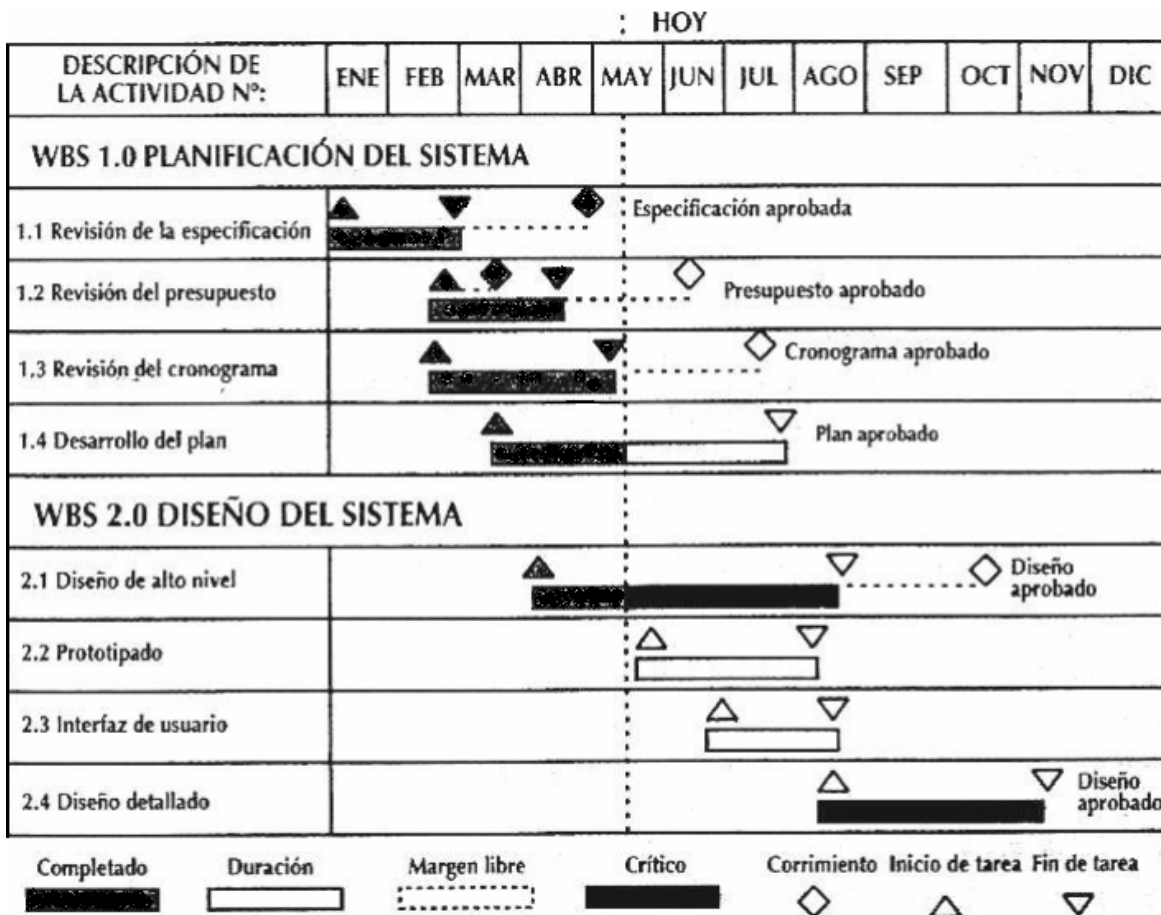 HOY
DESCRIPCIÓN DE
LA ACTIVIDAD Nº:
ENE FEB MAR ABR MAY JUN JUL AGO SEP OCT NOV DIC
WBS 1.0 PLANIFICACIÓN DEL SISTEMA
1.1 Revisión de la especificación
Especificación aprobada
1.2 Revisión del presupuesto
Presupuesto aprobado
1.3 Revisión del cronograma
Cronograma aprobado
1.4 Desarrollo del plan
Plan aprobado
WBS 2.0 DISEÑO DEL SISTEMA
2.1 Diseño de alto nivel
Diseño
aprobado
2.2 Prototipado
2.3 Interfaz de usuario
2.4 Diseño detallado
Diseño
aprobado
Completado Duración Margen libre Crítico Corrimiento Inicio de tarea Fin de tarea